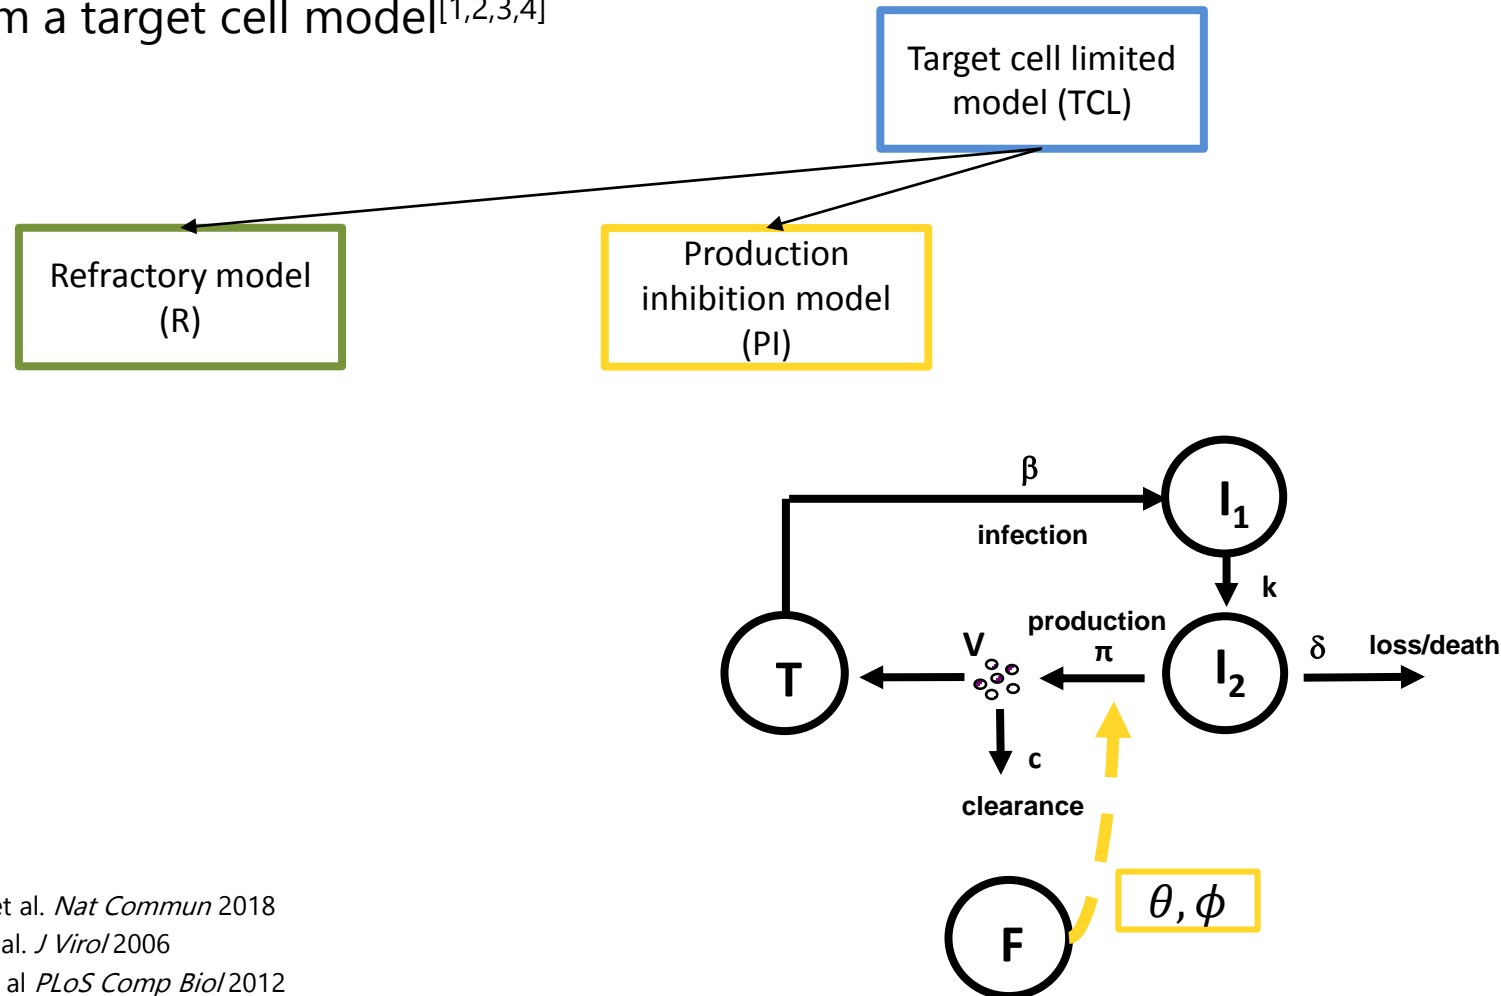 m a target cell model[1,2,3,4]
Target cell limited
model (TCL)
Refractory model
(R)
Production
inhibition model
(PI)
β
infection
I1
k
production
π
V
T
I2
δ
loss/death
c
clearance
θ, ϕ
F
et al. Nat Commun 2018
al. J Virol 2006
al PLoS Comp Biol 2012